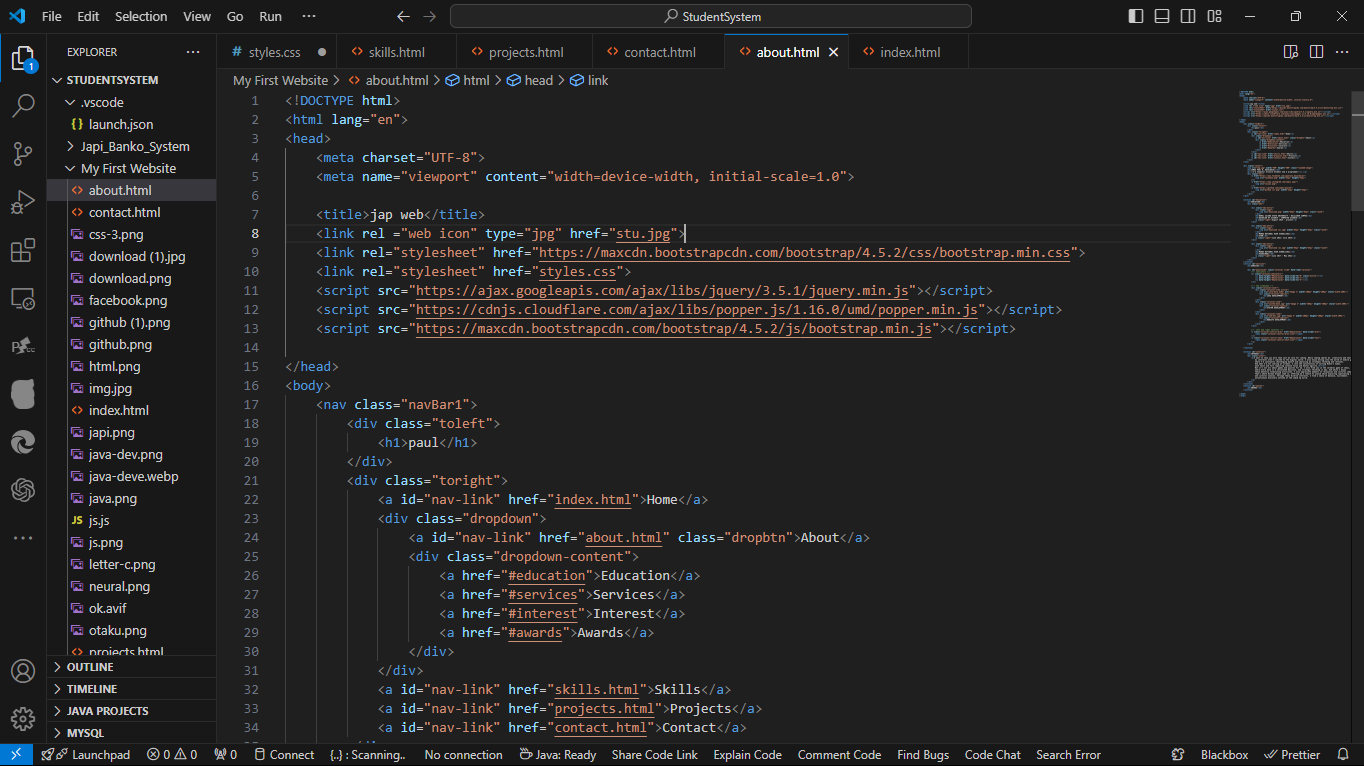 File Edit Selection View Go Run ··· StudentSystem
EXPLORER ···
# styles.css ● <> skills.html <> projects.html <> contact.html <> about.html <> index.html
STUDENTSYSTEM
.vscode
{} launch.json
Japi_Banko_System
My First Website
<> about.html
<> contact.html
css-3.png
download (1).jpg
download.png
facebook.png
github (1).png
github.png
html.png
img.jpg
<> index.html
japi.png
java-dev.png
java-deve.webp
java.png
JS js.js
js.png
letter-c.png
neural.png
ok.avif
otaku.png
projects.html
OUTLINE
TIMELINE
JAVA PROJECTS
MYSQL
1
My First Website > <> about.html > html > head > link
1 <!DOCTYPE html>
2 <html lang="en">
3 <head>
4 <meta charset="UTF-8">
5 <meta name="viewport" content="width=device-width, initial-scale=1.0">
6
7 <title>jap web</title>
8 <link rel ="web icon" type="jpg" href="stu.jpg">
9 <link rel="stylesheet" href="https://maxcdn.bootstrapcdn.com/bootstrap/4.5.2/css/bootstrap.min.css">
10 <link rel="stylesheet" href="styles.css">
11 <script src="https://ajax.googleapis.com/ajax/libs/jquery/3.5.1/jquery.min.js"></script>
12 <script src="https://cdnjs.cloudflare.com/ajax/libs/popper.js/1.16.0/umd/popper.min.js"></script>
13 <script src="https://maxcdn.bootstrapcdn.com/bootstrap/4.5.2/js/bootstrap.min.js"></script>
14
15 </head>
16 <body>
17 <nav class="navBar1">
18 <div class="toleft">
19 <h1>paul</h1>
20 </div>
21 <div class="toright">
22 <a id="nav-link" href="index.html">Home</a>
23 <div class="dropdown">
24 <a id="nav-link" href="about.html" class="dropbtn">About</a>
25 <div class="dropdown-content">
26 <a href="#education">Education</a>
27 <a href="#services">Services</a>
28 <a href="#interest">Interest</a>
29 <a href="#awards">Awards</a>
30 </div>
31 </div>
32 <a id="nav-link" href="skills.html">Skills</a>
33 <a id="nav-link" href="projects.html">Projects</a>
34 <a id="nav-link" href="contact.html">Contact</a>
Launchpad 0 0 0 Connect {..} : Scanning.. No connection Java: Ready Share Code Link Explain Code Comment Code Find Bugs Code Chat Search Error Blackbox Prettier